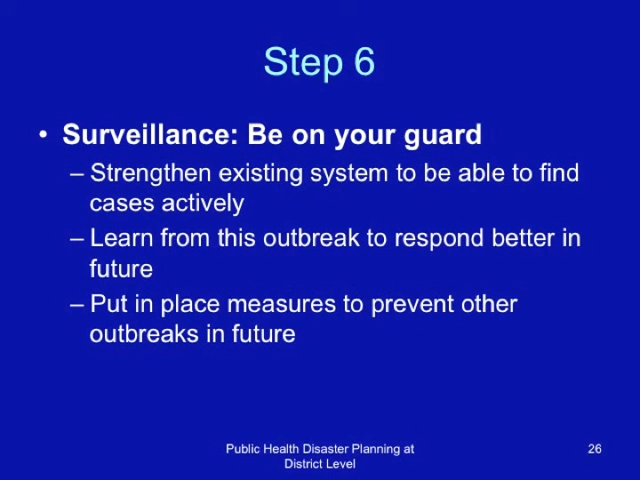 Step 6
• Surveillance: Be on your guard
– Strengthen existing system to be able to find
cases actively
– Learn from this outbreak to respond better in
future
– Put in place measures to prevent other
outbreaks in future
Public Health Disaster Planning at
District Level
26